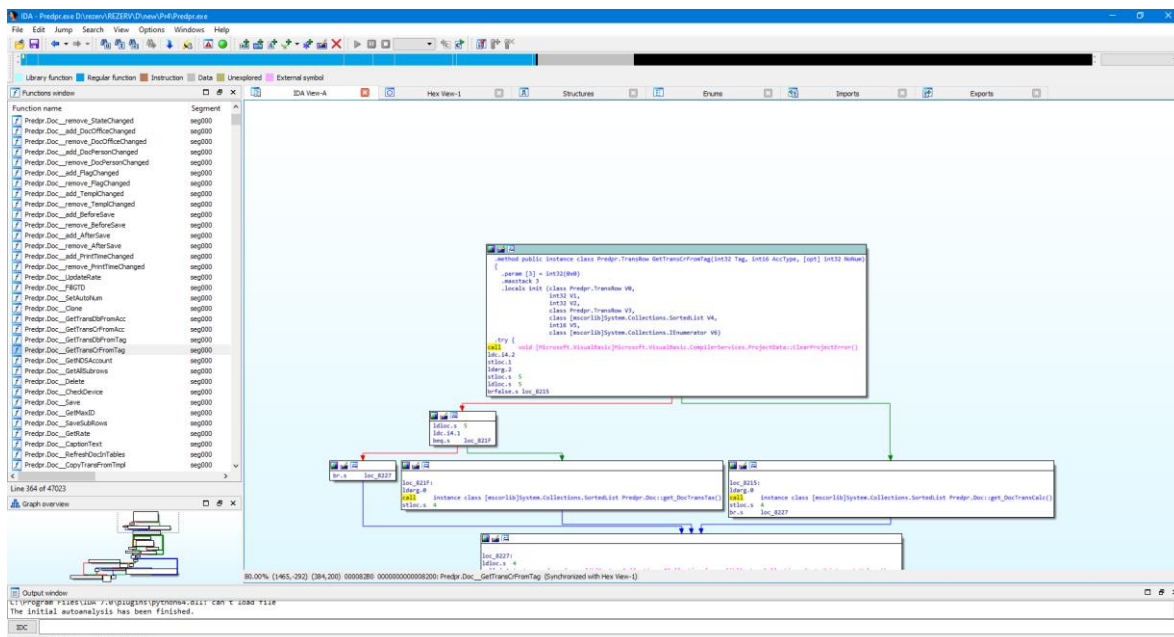 IDA - Predpr.exe D:\rezerv\REZERV\D\new\Pr4\Predpr.exe
File Edit Jump Search View Options Windows Help
Library function Regular function Instruction Data Unexplored External symbol
Functions window
IDA View-A Hex View-1 Structures Enums Imports Exports
Function name Segment
Predpr.Doc__remove_StateChanged seg000
Predpr.Doc__add_DocOfficeChanged seg000
Predpr.Doc__remove_DocOfficeChanged seg000
Predpr.Doc__add_DocPersonChanged seg000
Predpr.Doc__remove_DocPersonChanged seg000
Predpr.Doc__add_FlagChanged seg000
Predpr.Doc__remove_FlagChanged seg000
Predpr.Doc__add_TemplChanged seg000
Predpr.Doc__remove_TemplChanged seg000
Predpr.Doc__add_BeforeSave seg000
Predpr.Doc__remove_BeforeSave seg000
Predpr.Doc__add_AfterSave seg000
Predpr.Doc__remove_AfterSave seg000
Predpr.Doc__add_PrintTimeChanged seg000
Predpr.Doc__remove_PrintTimeChanged seg000
Predpr.Doc__UpdateRate seg000
Predpr.Doc__FillGTD seg000
Predpr.Doc__SetAutoNum seg000
Predpr.Doc__Clone seg000
Predpr.Doc__GetTransDbFromAcc seg000
Predpr.Doc__GetTransCrFromAcc seg000
Predpr.Doc__GetTransDbFromTag seg000
Predpr.Doc__GetTransCrFromTag seg000
Predpr.Doc__GetNDSAccount seg000
Predpr.Doc__GetAllSubrows seg000
Predpr.Doc__Delete seg000
Predpr.Doc__CheckDevice seg000
Predpr.Doc__Save seg000
Predpr.Doc__GetMaxID seg000
Predpr.Doc__SaveSubRows seg000
Predpr.Doc__GetRate seg000
Predpr.Doc__CaptionText seg000
Predpr.Doc__RefreshDocInTables seg000
Predpr.Doc__CopyTransFromTmpl seg000
Line 364 of 47023
Graph overview
.method public instance class Predpr.TransRow GetTransCrFromTag(int32 Tag, int16 AccType, [opt] int32 NoNum)
{
.param [3] = int32(0x0)
.maxstack 3
.locals init (class Predpr.TransRow V0,
int32 V1,
int32 V2,
class Predpr.TransRow V3,
class [mscorlib]System.Collections.SortedList V4,
int16 V5,
class [mscorlib]System.Collections.IEnumerator V6)
.try {
call void [Microsoft.VisualBasic]Microsoft.VisualBasic.CompilerServices.ProjectData::ClearProjectError()
ldc.i4.2
stloc.1
ldarg.2
stloc.s 5
ldloc.s 5
brfalse.s loc_8215
ldloc.s 5
ldc.i4.1
beq.s loc_821F
br.s loc_8227
loc_821F:
ldarg.0
call instance class [mscorlib]System.Collections.SortedList Predpr.Doc::get_DocTransTax()
stloc.s 4
loc_8215:
ldarg.0
call instance class [mscorlib]System.Collections.SortedList Predpr.Doc::get_DocTransCalc()
stloc.s 4
br.s loc_8227
loc_8227:
ldloc.s 4
80.00% (1465,-292) (384,200) 00008280 0000000000008200: Predpr.Doc__GetTransCrFromTag (Synchronized with Hex View-1)
Output window
C:\Program Files\IDA 7.0\plugins\python64.dll: can't load file
The initial autoanalysis has been finished.
IDC